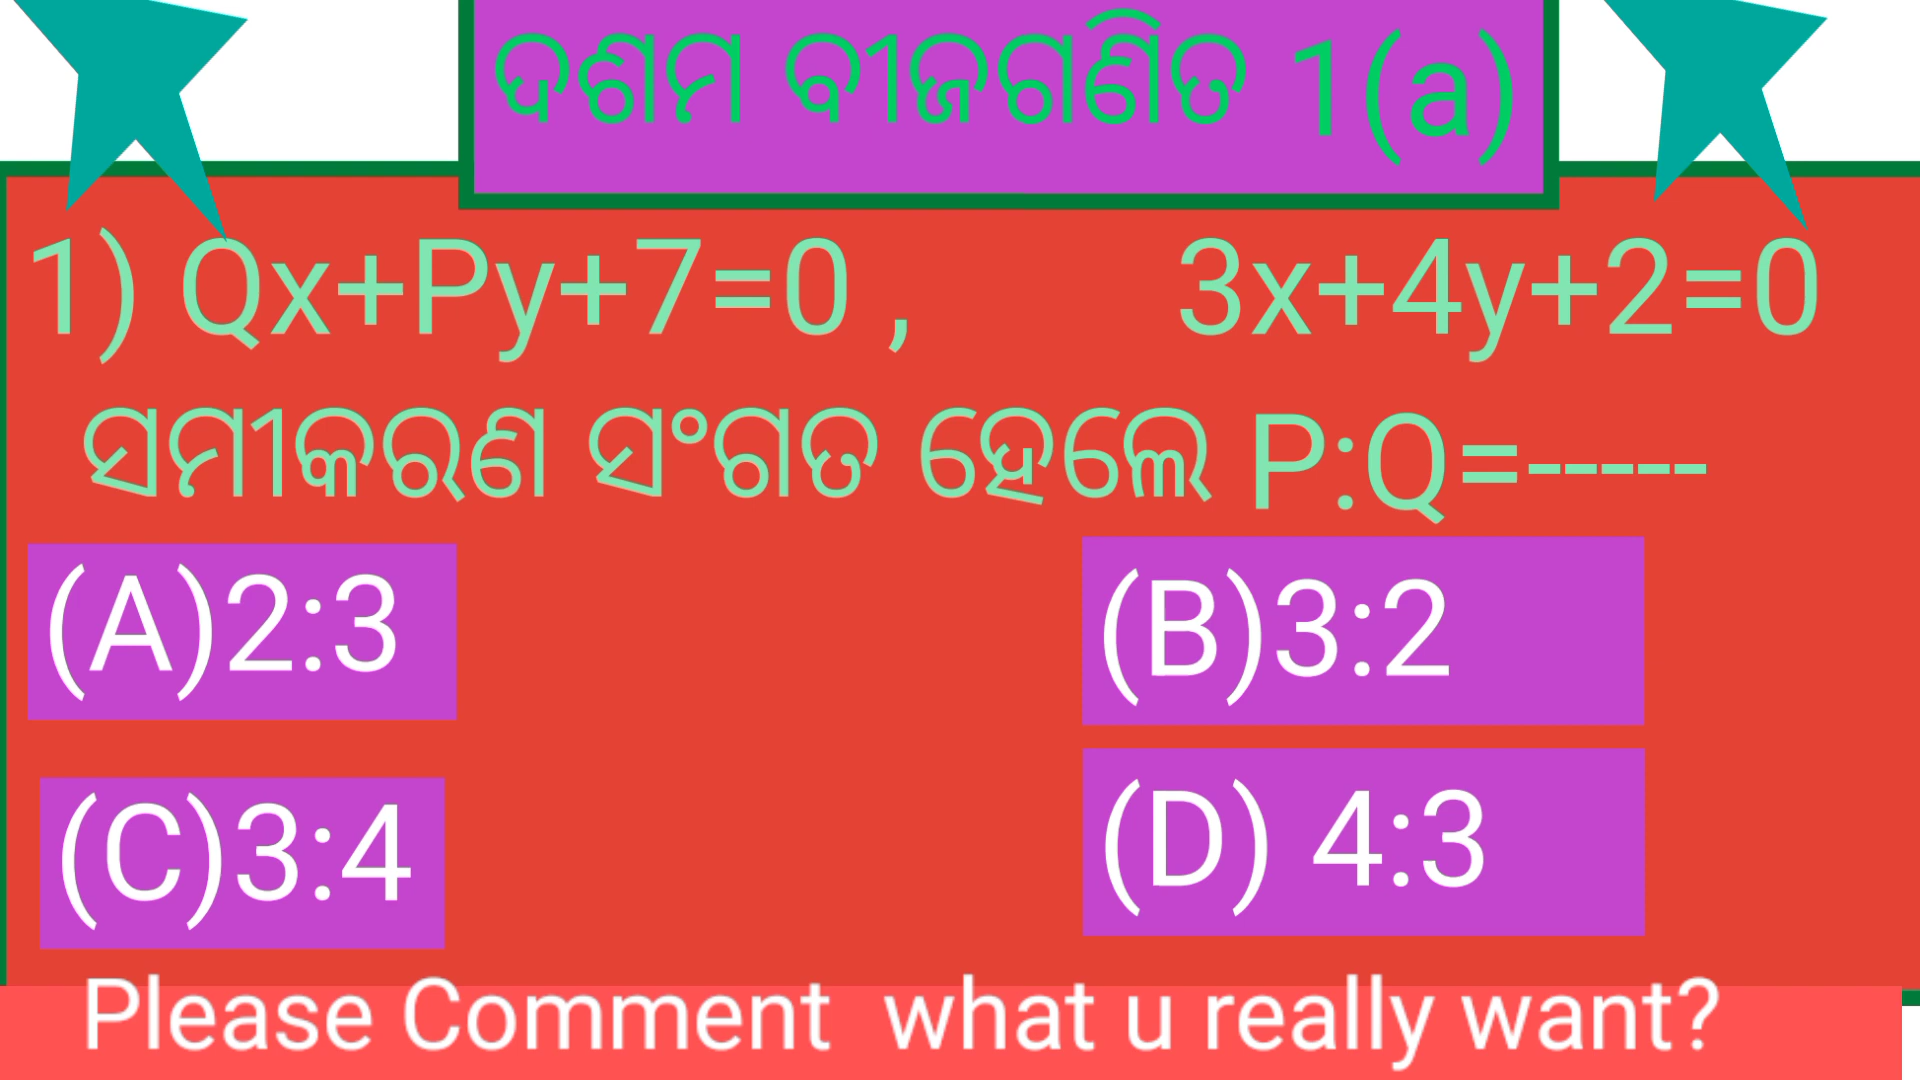 ଦଶମ ବୀଜଗଣିତ 1(a)
1) Qx+Py+7=0 , 3x+4y+2=0
ସମୀକରଣ ସଂଗତ ହେଲେ P:Q=-----
(A)2:3 (B)3:2
(C)3:4 (D) 4:3
Please Comment what u really want?